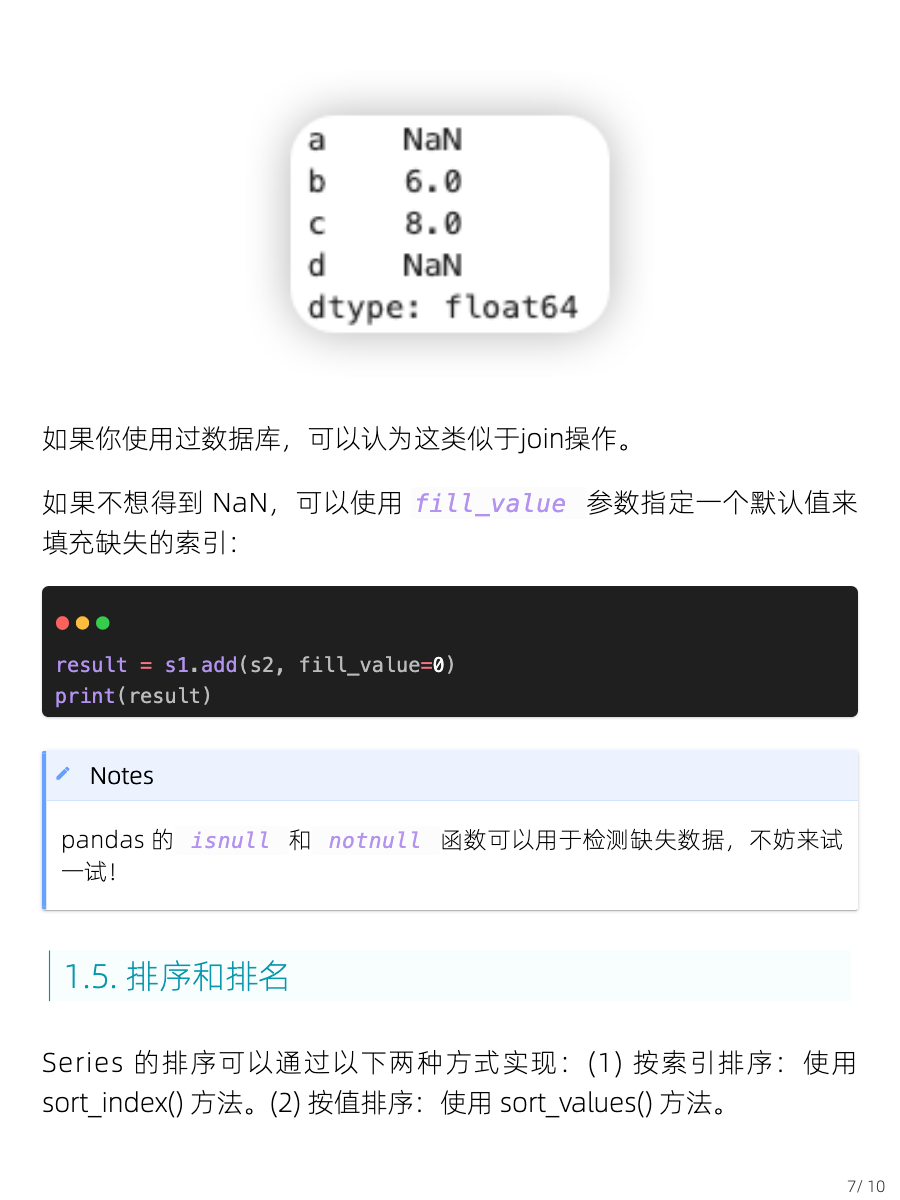 a    NaN
b    6.0
c    8.0
d    NaN
dtype: float64
如果你使用过数据库，可以认为这类似于join操作。
如果不想得到 NaN，可以使用 fill_value 参数指定一个默认值来
填充缺失的索引：
result = s1.add(s2, fill_value=0)
print(result)
Notes
pandas 的 isnull 和 notnull 函数可以用于检测缺失数据，不妨来试
一试！
1.5. 排序和排名
Series 的排序可以通过以下两种方式实现：(1) 按索引排序：使用
sort_index() 方法。(2) 按值排序：使用 sort_values() 方法。
7/ 10